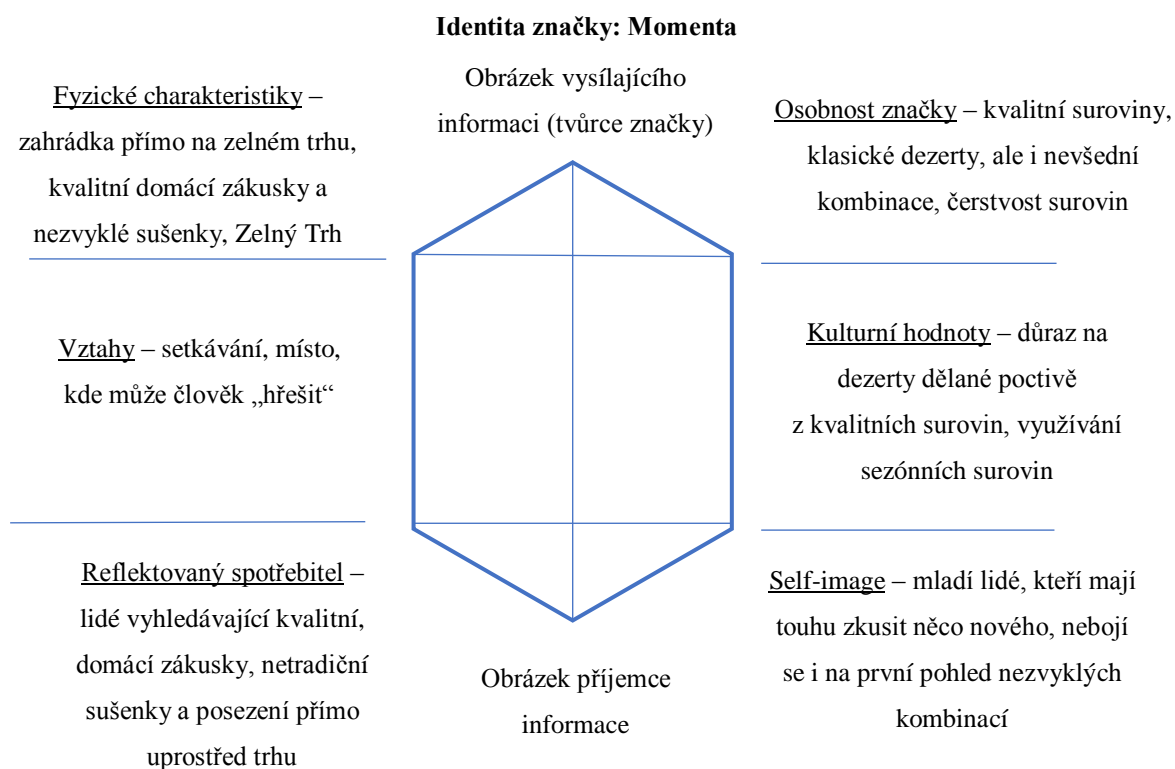 Identita značky: Momenta
Obrázek vysílajícího
informaci (tvůrce značky)
Fyzické charakteristiky –
zahrádka přímo na zelném trhu,
kvalitní domácí zákusky a
nezvyklé sušenky, Zelný Trh
Osobnost značky – kvalitní suroviny,
klasické dezerty, ale i nevšední
kombinace, čerstvost surovin
Vztahy – setkávání, místo,
kde může člověk „hřešit“
Kulturní hodnoty – důraz na
dezerty dělané poctivě
z kvalitních surovin, využívání
sezónních surovin
Reflektovaný spotřebitel –
lidé vyhledávající kvalitní,
domácí zákusky, netradiční
sušenky a posezení přímo
uprostřed trhu
Self-image – mladí lidé, kteří mají
touhu zkusit něco nového, nebojí
se i na první pohled nezvyklých
kombinací
Obrázek příjemce
informace